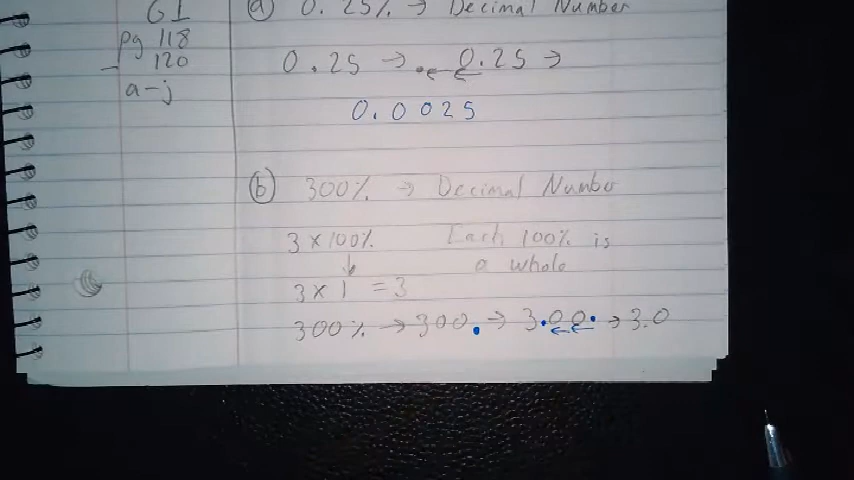 G1
pg 118
- 120
a-j
(a) 0.25% → Decimal Number
0.25 → . 0.25 →
0.0025
(b) 300% → Decimal Number
3 × 100% Each 100% is
a whole
3 × 1 = 3
300% → 300. → 3.00. → 3.0